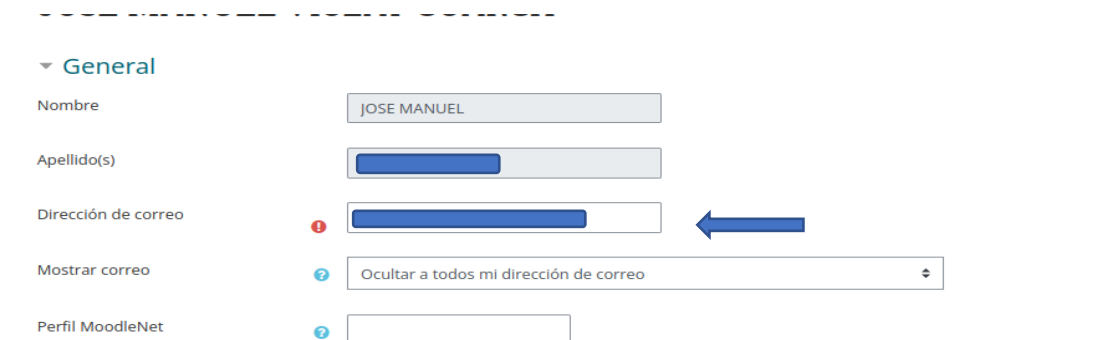 General
Nombre
JOSE MANUEL
Apellido(s)
Dirección de correo
Mostrar correo
Ocultar a todos mi dirección de correo
Perfil MoodleNet